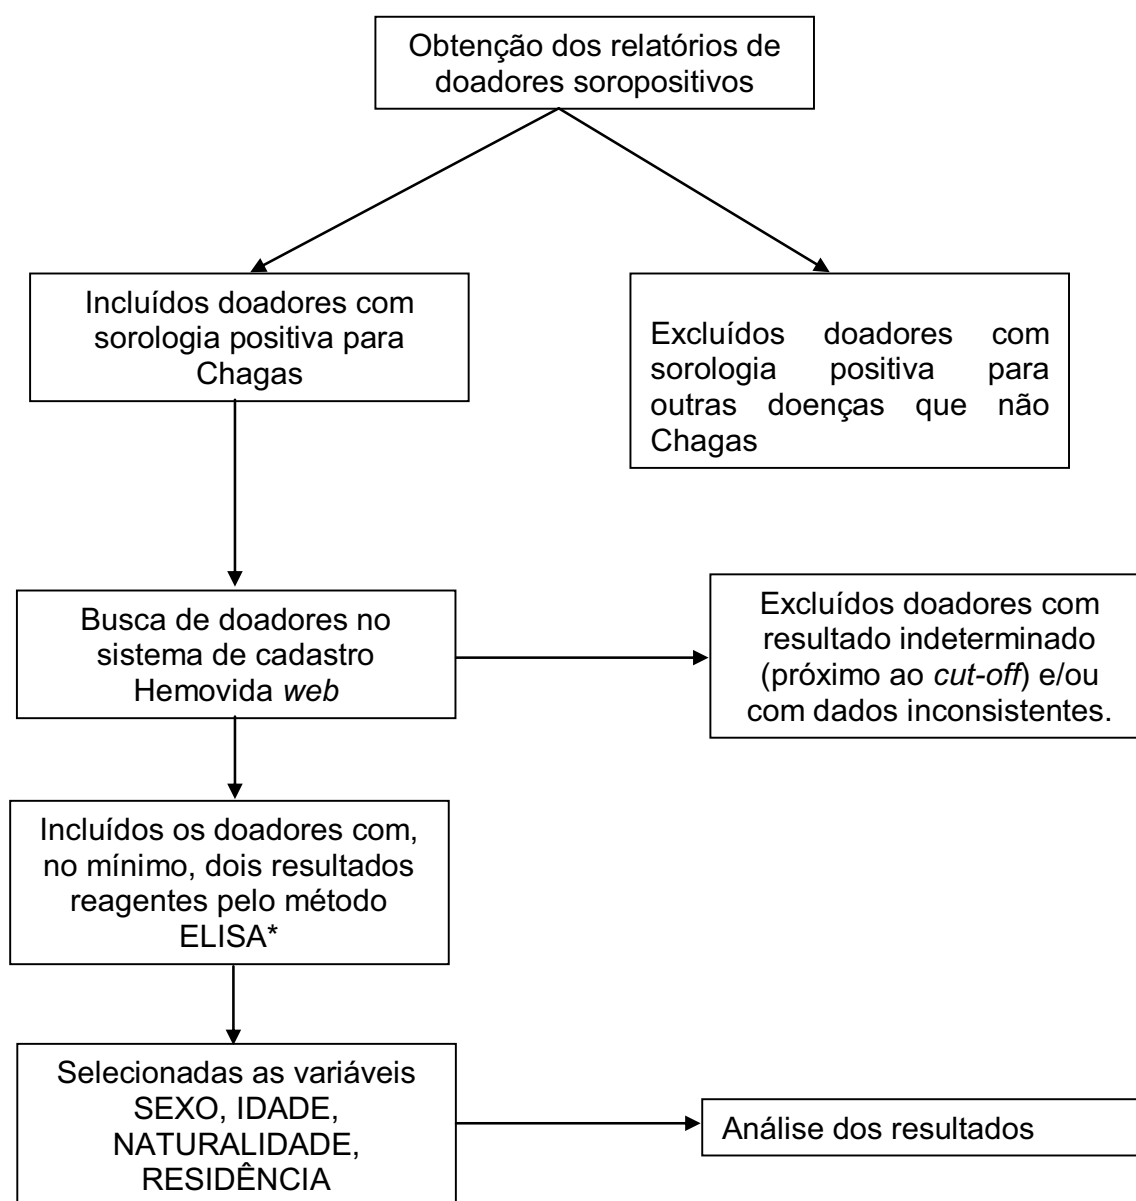 Obtenção dos relatórios de
doadores soropositivos
Incluídos doadores com
sorologia positiva para
Chagas
Excluídos doadores com
sorologia positiva para
outras doenças que não
Chagas
Busca de doadores no
sistema de cadastro
Hemovida web
Excluídos doadores com
resultado indeterminado
(próximo ao cut-off) e/ou
com dados inconsistentes.
Incluídos os doadores com,
no mínimo, dois resultados
reagentes pelo método
ELISA*
Selecionadas as variáveis
SEXO, IDADE,
NATURALIDADE,
RESIDÊNCIA
Análise dos resultados